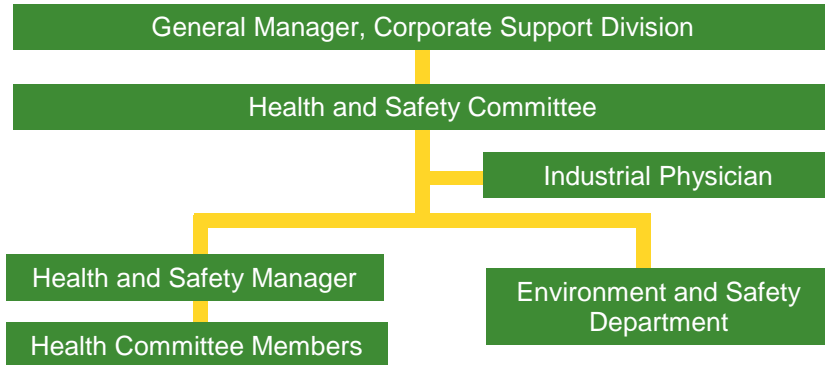 General Manager, Corporate Support Division
Health and Safety Committee
Industrial Physician
Health and Safety Manager
Environment and Safety
Department
Health Committee Members